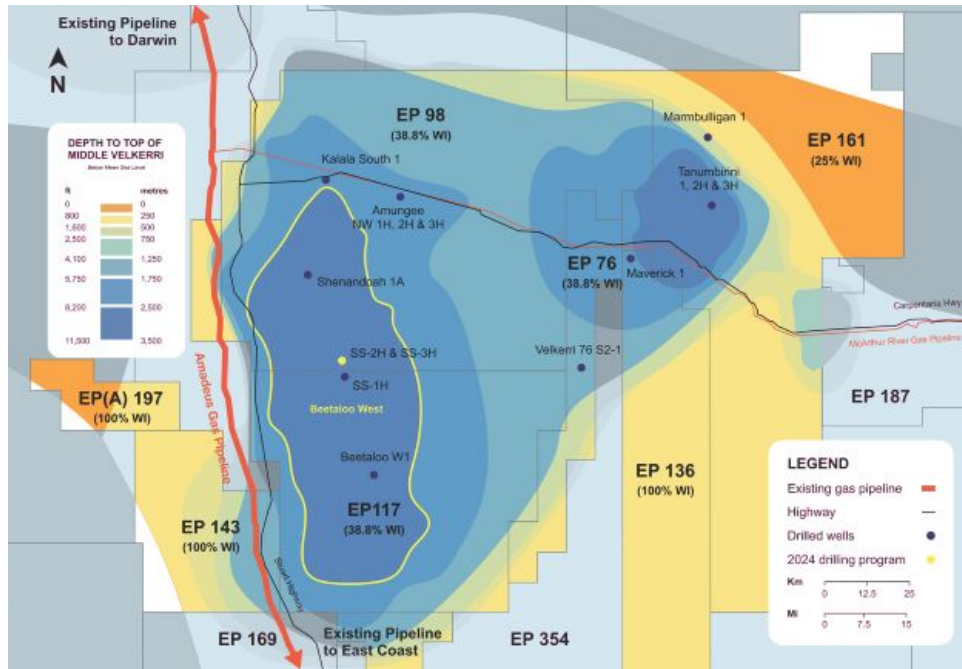 Existing Pipeline
to Darwin
N
DEPTH TO TOP OF
MIDDLE VELKERRI
Below Mean Sea Level
ft
metres
0
0
800
250
1,600
500
2,500
750
4,100
1,250
5,750
1,750
8,200
2,500
11,500
3,500
EP 98
(38.8% WI)
Marmbulligan 1
EP 161
(25% WI)
Kalala South 1
Tanumbirini
1, 2H & 3H
Amungee
NW 1H, 2H & 3H
EP 76
(38.8% WI)
Maverick 1
Shenandoah 1A
Carpentaria Hwy
McArthur River Gas Pipeline
SS-2H & SS-3H
Velkerri 76 S2-1
SS-1H
EP(A) 197
(100% WI)
Amadeus Gas Pipeline
Beetaloo West
EP 187
Beetaloo W1
EP 136
(100% WI)
EP117
(38.8% WI)
EP 143
(100% WI)
Stuart Highway
EP 169
Existing Pipeline
to East Coast
EP 354
LEGEND
Existing gas pipeline
Highway
Drilled wells
2024 drilling program
Km
0 12.5 25
Mi
0 7.5 15